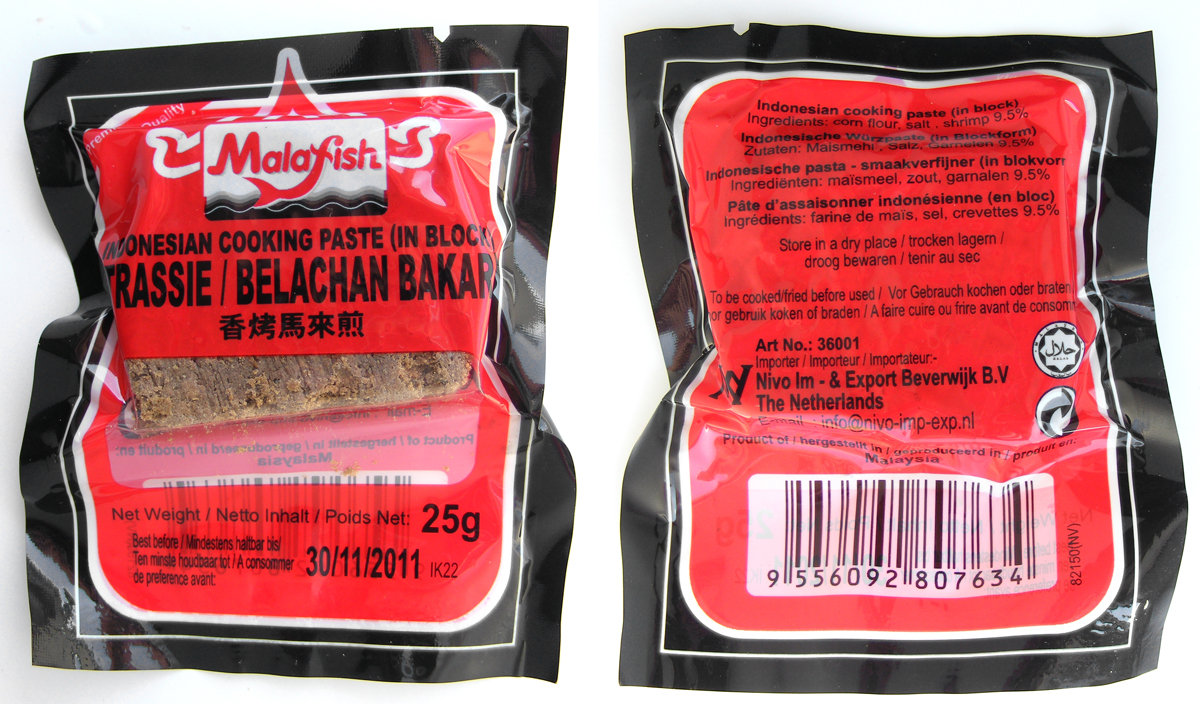 Premium Quality
Malayfish
INDONESIAN COOKING PASTE (IN BLOCK)
TRASSIE / BELACHAN BAKAR
香烤馬來煎
E-mail : info@
Product of / hergestellt in / geproduceerd in / produit en:
Malaysia
Net Weight / Netto Inhalt / Poids Net: 25g
Best before / Mindestens haltbar bis/
Ten minste houdbaar tot / A consommer
de preference avant:
30/11/2011 IK22
Indonesian cooking paste (in block)
Ingredients: corn flour, salt , shrimp 9.5%
Indonesische Würzpaste (in Blockform)
Zutaten: Maismehl , Salz, Garnelen 9.5%
Indonesische pasta - smaakverfijner (in blokvorm
Ingrediënten: maïsmeel, zout, garnalen 9.5%
Pâte d'assaisonner indonésienne (en bloc)
Ingrédients: farine de maïs, sel, crevettes 9.5%
Store in a dry place / trocken lagern /
droog bewaren / tenir au sec
To be cooked/fried before used / Vor Gebrauch kochen oder braten
or gebruik koken of braden / A faire cuire ou frire avant de consomm
Art No.: 36001
Importer / Importeur / Importateur:-
Nivo Im - & Export Beverwijk B.V
The Netherlands
E-mail : info@nivo-imp-exp.nl
حلال
HALAL
Product of / hergestellt in / geproduceerd in / produit en:
Malaysia
9 556092 807634
82150(NV)